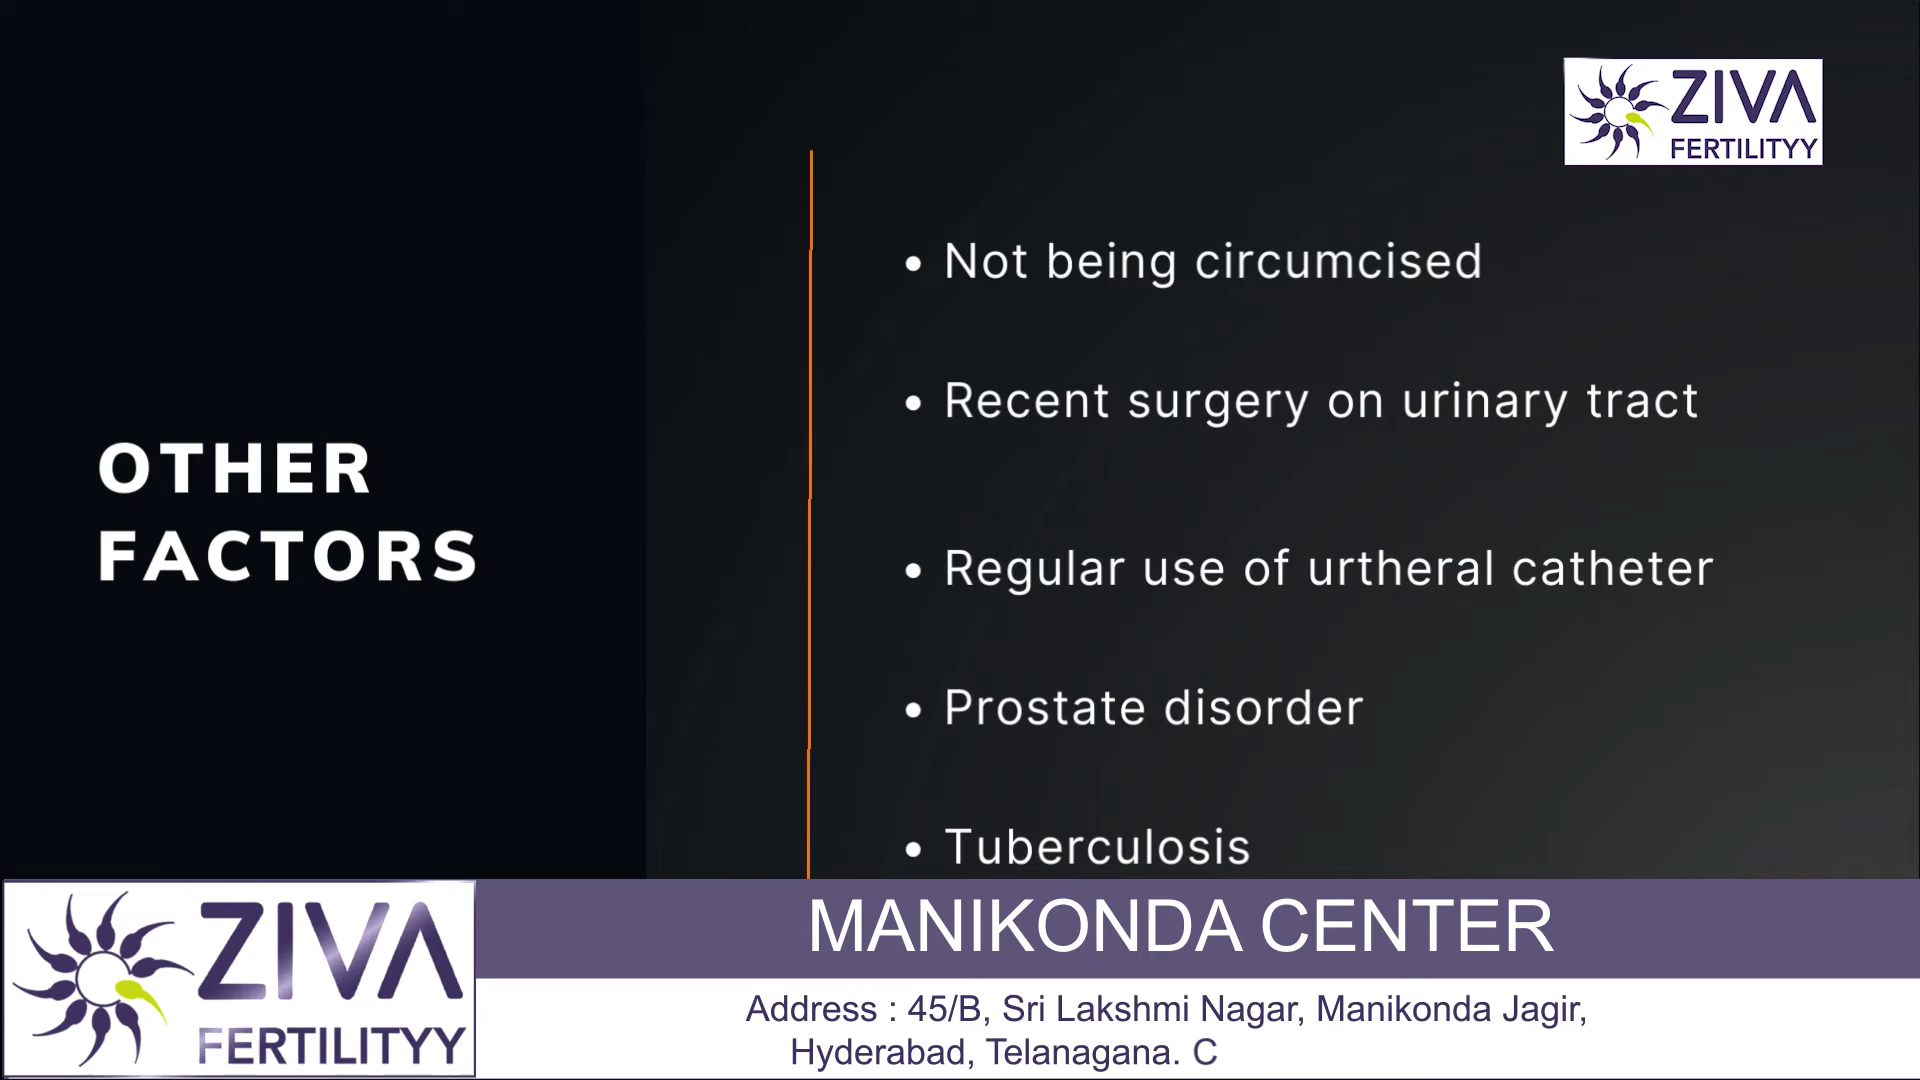 ZIVA
FERTILITYY
OTHER
FACTORS
• Not being circumcised
• Recent surgery on urinary tract
• Regular use of urtheral catheter
• Prostate disorder
• Tuberculosis
ZIVA
FERTILITYY
MANIKONDA CENTER
Address : 45/B, Sri Lakshmi Nagar, Manikonda Jagir,
Hyderabad, Telanagana. C